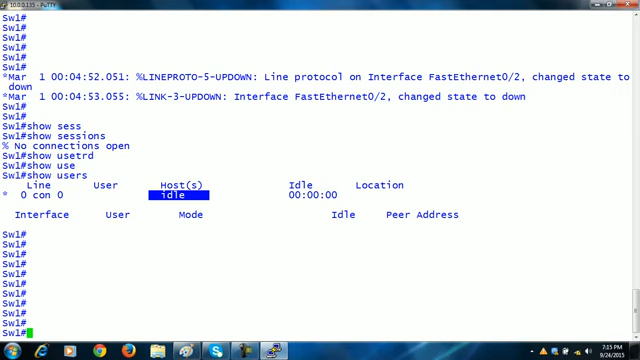 10.0.0.135 - PuTTY
Sw1#
Sw1#
Sw1#
Sw1#
Sw1#
Sw1#
*Mar  1 00:04:52.051: %LINEPROTO-5-UPDOWN: Line protocol on Interface FastEthernet0/2, changed state to
down
*Mar  1 00:04:53.055: %LINK-3-UPDOWN: Interface FastEthernet0/2, changed state to down
Sw1#
Sw1#
Sw1#show sess
Sw1#show sessions
% No connections open
Sw1#show usetrd
Sw1#show use
Sw1#show users
Line User Host(s) Idle Location
* 0 con 0 idle 00:00:00
Interface User Mode Idle Peer Address
Sw1#
Sw1#
Sw1#
Sw1#
Sw1#
Sw1#
Sw1#
Sw1#
Sw1#
Sw1#
Sw1#
7:15 PM
9/24/2015